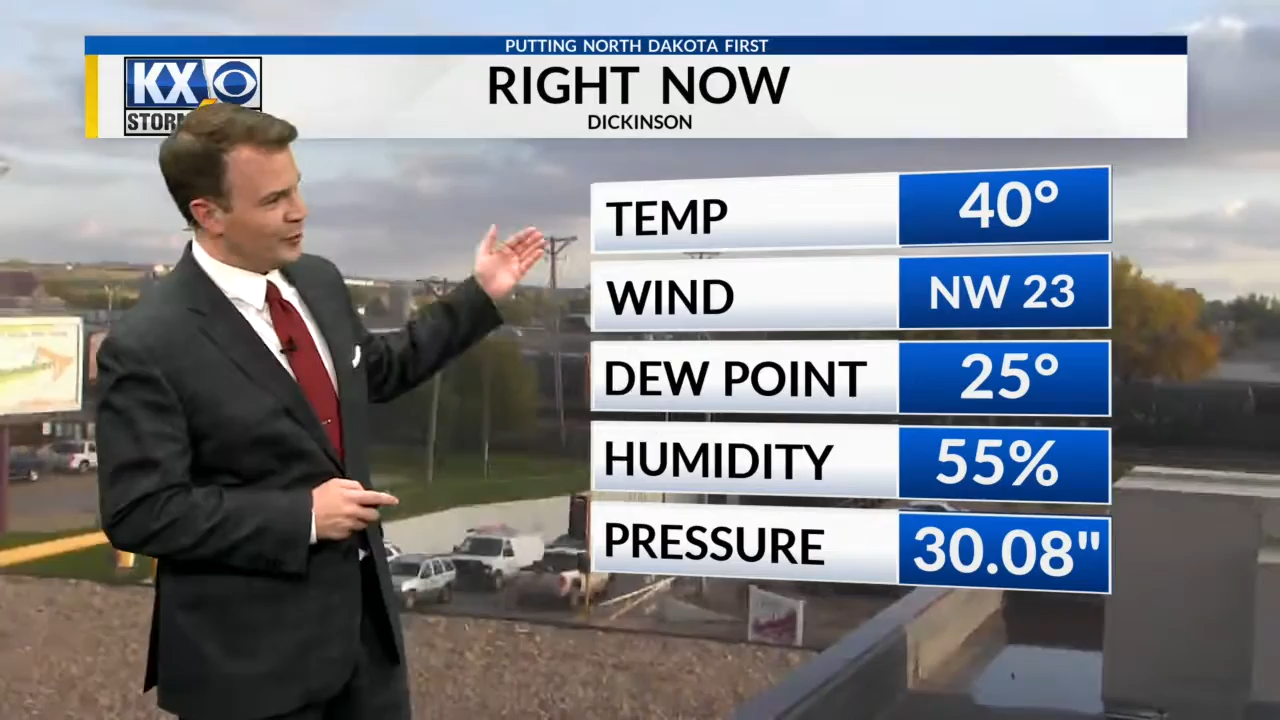 PUTTING NORTH DAKOTA FIRST
KX
RIGHT NOW
DICKINSON
TEMP 40°
WIND NW 23
DEW POINT 25°
HUMIDITY 55%
PRESSURE 30.08"